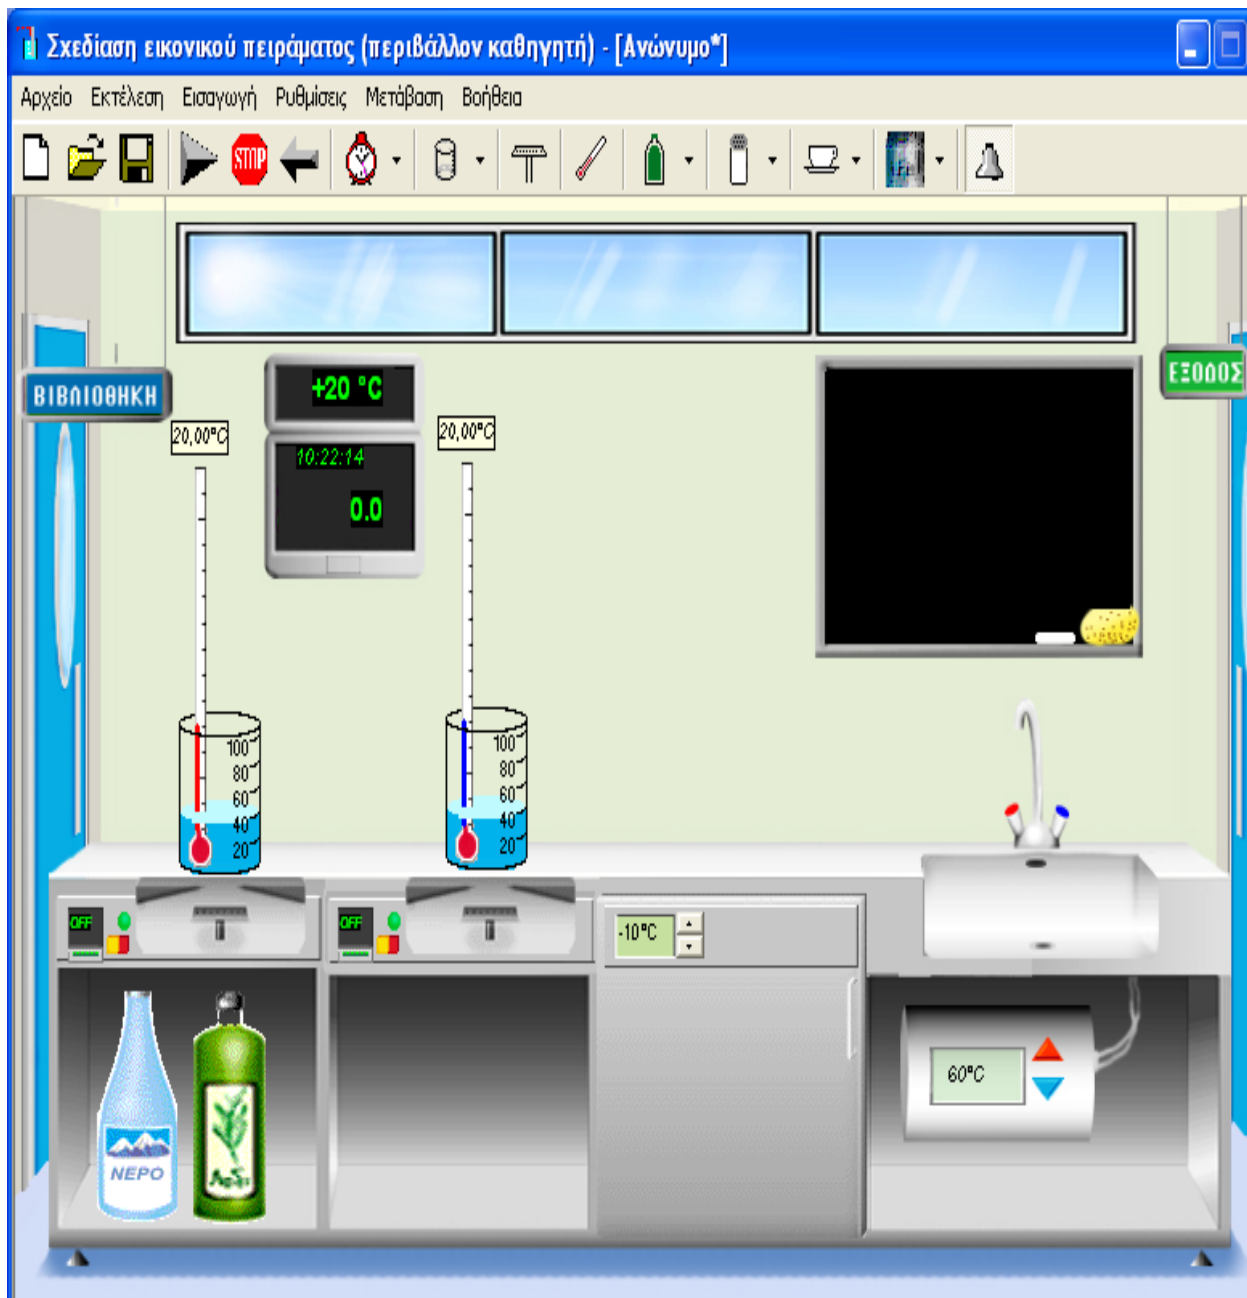 Σχεδίαση εικονικού πειράματος (περιβάλλον καθηγητή) - [Ανώνυμο*]
Αρχείο Εκτέλεση Εισαγωγή Ρυθμίσεις Μετάβαση Βοήθεια
STOP
ΒΙΒΛΙΟΘΗΚΗ
+20 °C
ΕΞΟΔΟΣ
20,00°C
20,00°C
10:22:14
0.0
100
80
60
40
20
100
80
60
40
20
OFF
OFF
-10°C
60°C
ΝΕΡΟ
Λάδι